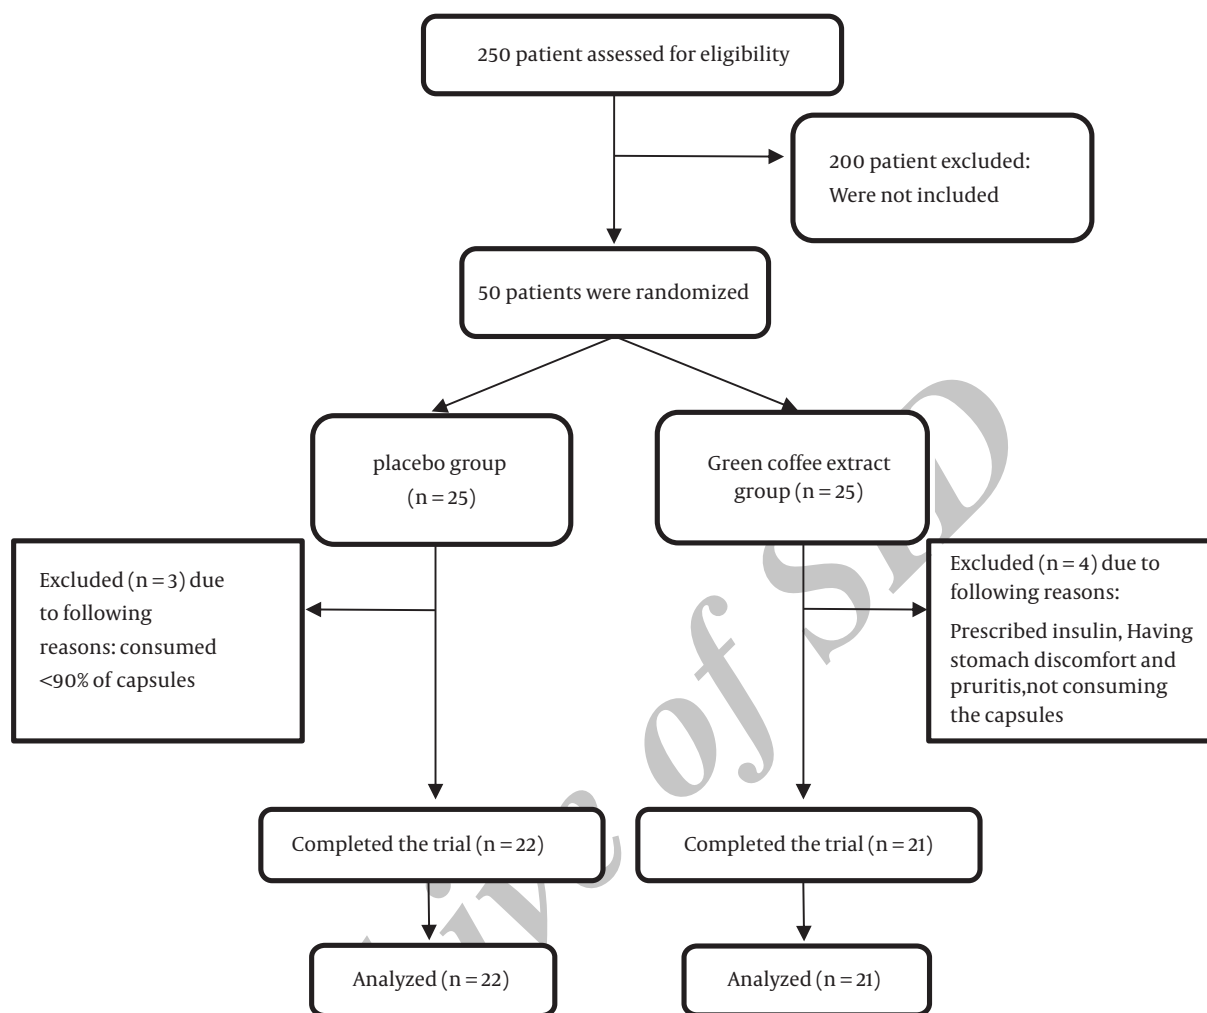 250 patient assessed for eligibility
200 patient excluded:
Were not included
50 patients were randomized
placebo group
(n = 25)
Green coffee extract
group (n = 25)
Excluded (n = 3) due
to following
reasons: consumed
<90% of capsules
Excluded (n = 4) due to
following reasons:
Prescribed insulin, Having
stomach discomfort and
pruritis,not consuming
the capsules
Completed the trial (n = 22)
Completed the trial (n = 21)
Analyzed (n = 22)
Analyzed (n = 21)
of SID